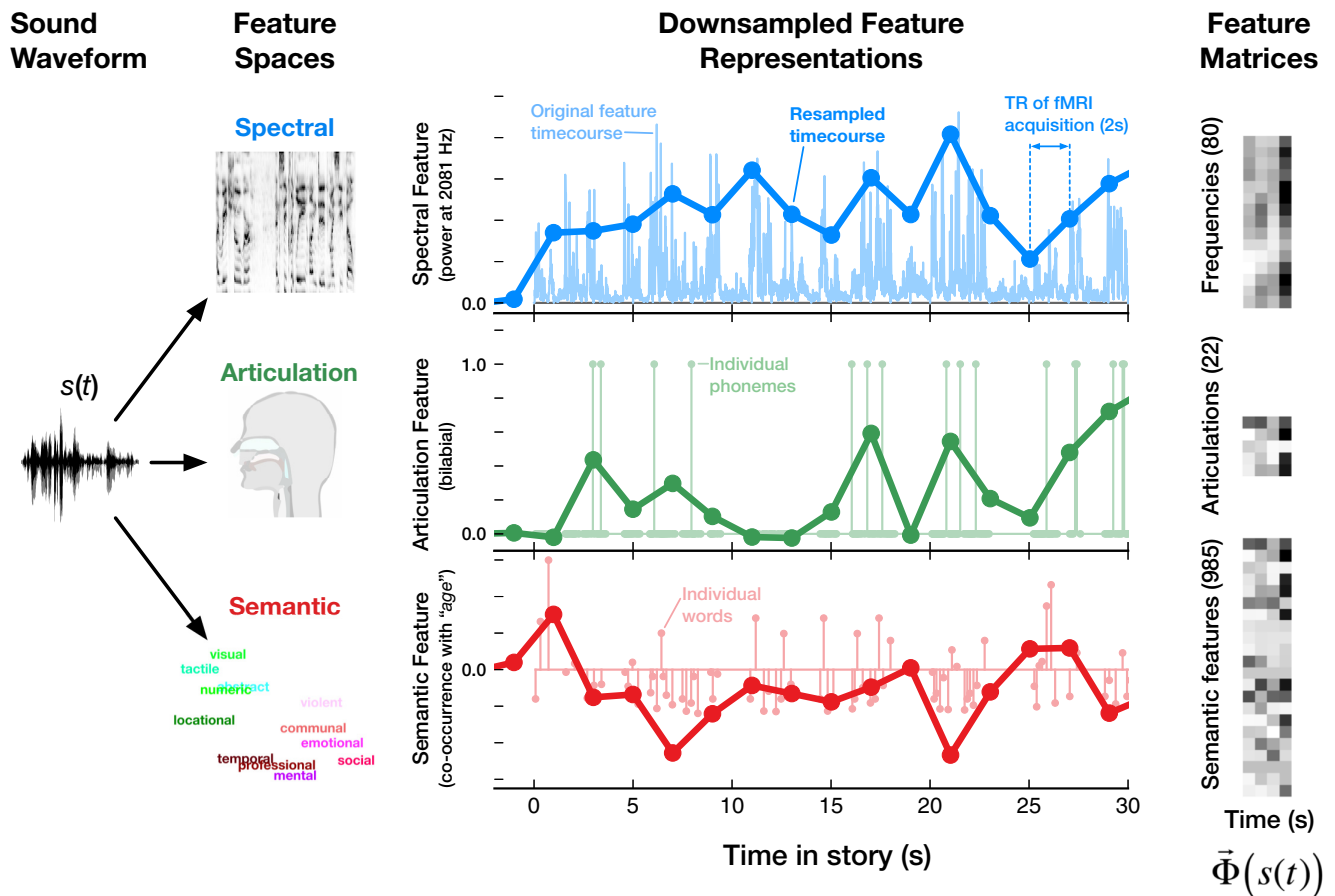 Sound
Waveform
Feature
Spaces
Downsampled Feature
Representations
Feature
Matrices
Spectral
Spectral Feature
(power at 2081 Hz)
0.0
Original feature
timecourse
Resampled
timecourse
TR of fMRI
acquisition (2s)
Frequencies (80)
s(t)
Articulation
Articulation Feature
(bilabial)
1.0
0.0
Individual
phonemes
Articulations (22)
Semantic
visual
tactile
abstract
numeric
violent
locational
communal
emotional
temporal
professional
social
mental
Semantic Feature
(co-occurrence with "age")
0.0
Individual
words
0 5 10 15 20 25 30
Time in story (s)
Semantic features (985)
Time (s)
Φ⃗(s(t))